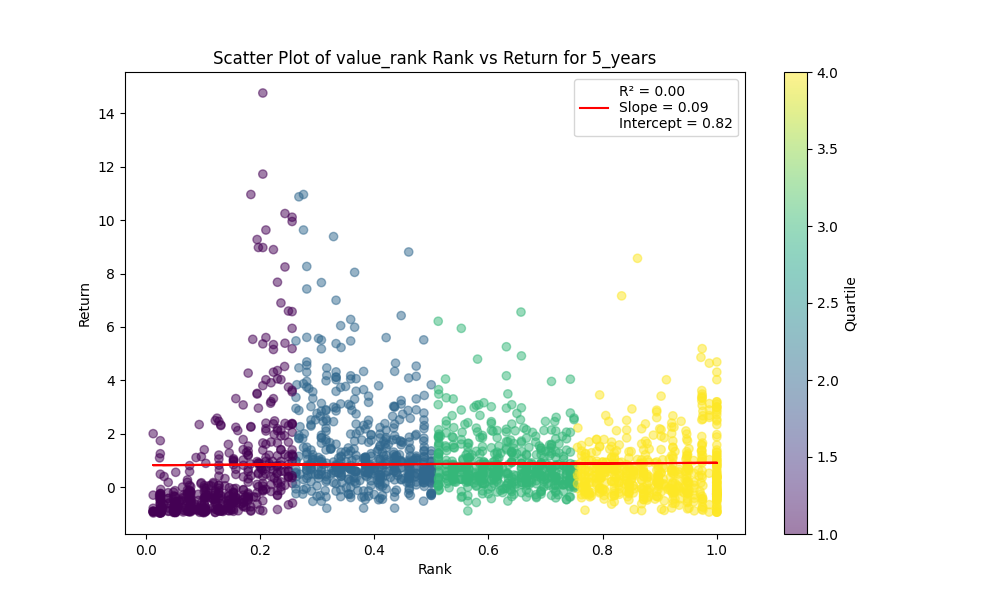 Scatter Plot of value_rank Rank vs Return for 5_years
R² = 0.00
Slope = 0.09
Intercept = 0.82
14
12
10
8
6
4
2
0
Return
0.0 0.2 0.4 0.6 0.8 1.0
Rank
4.0
3.5
3.0
2.5
2.0
1.5
1.0
Quartile